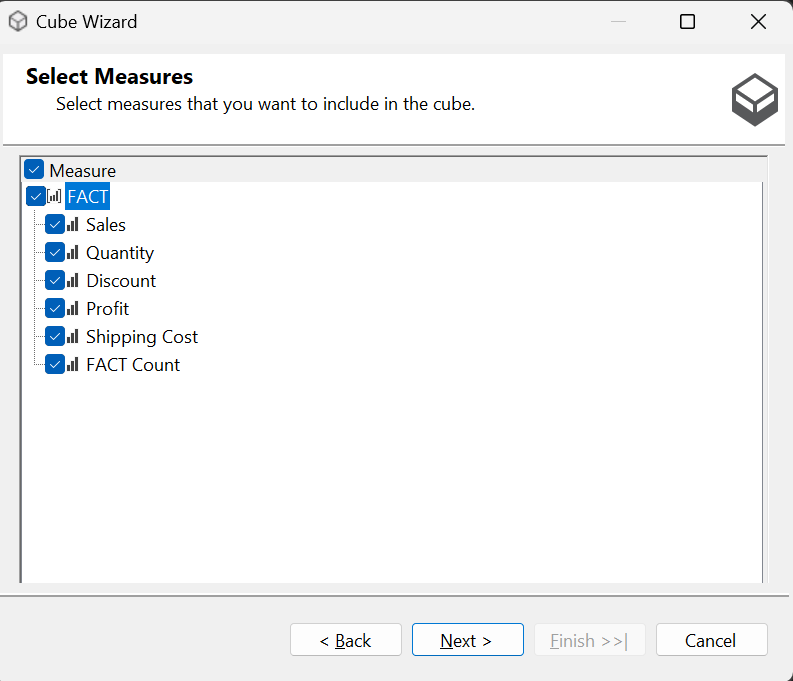 Cube Wizard
Select Measures
Select measures that you want to include in the cube.
Measure
FACT
Sales
Quantity
Discount
Profit
Shipping Cost
FACT Count
< Back Next > Finish >>| Cancel